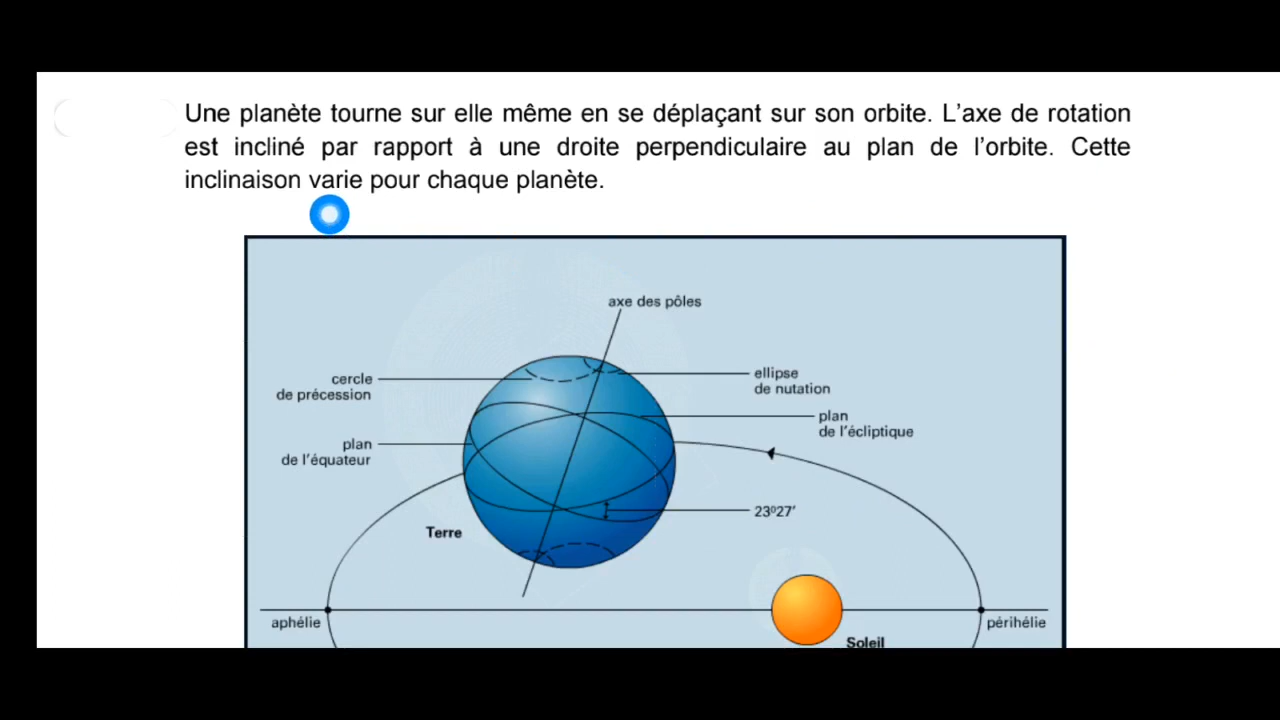 Une planète tourne sur elle même en se déplaçant sur son orbite. L’axe de rotation
est incliné par rapport à une droite perpendiculaire au plan de l’orbite. Cette
inclinaison varie pour chaque planète.
axe des pôles
cercle
de précession
ellipse
de nutation
plan
de l’écliptique
plan
de l’équateur
23º27’
Terre
aphélie
périhélie
Soleil